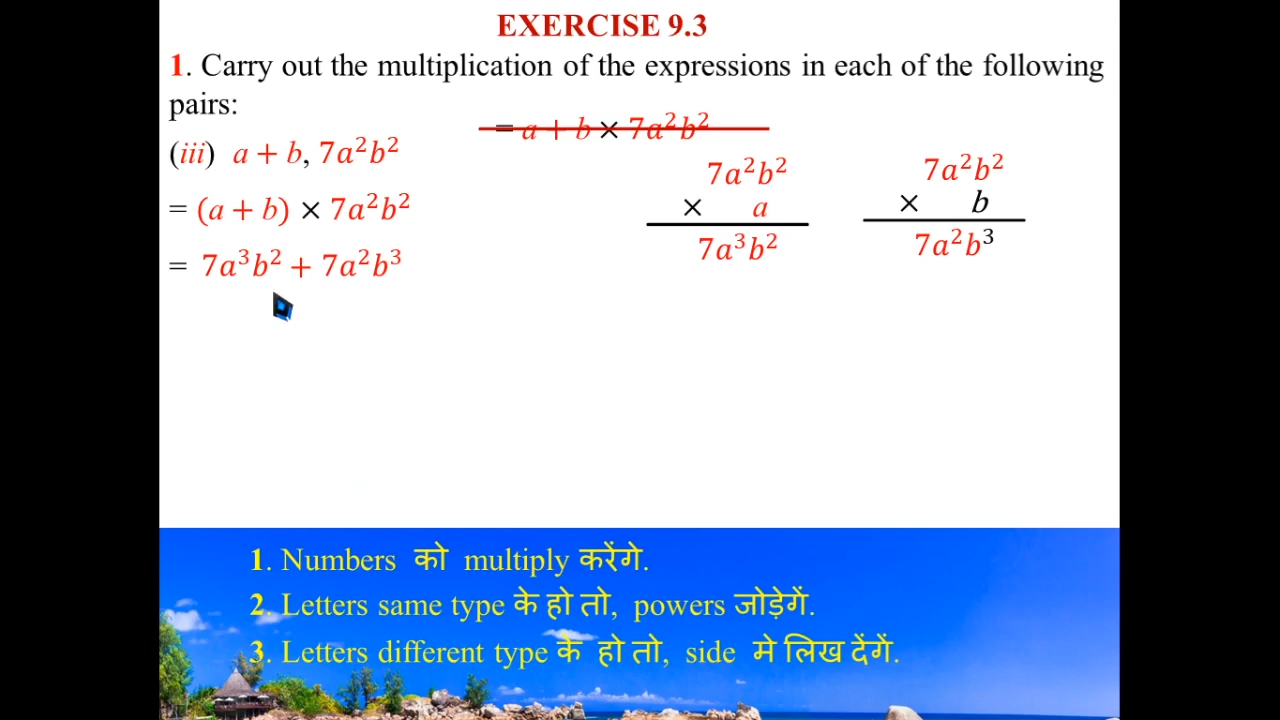 EXERCISE 9.3
1. Carry out the multiplication of the expressions in each of the following
pairs:
= a + b × 7a²b²
(iii) a + b, 7a²b²
= (a + b) × 7a²b²
= 7a³b² + 7a²b³
7a²b²
× a
7a³b²
7a²b²
× b
7a²b³
1. Numbers को multiply करेंगे.
2. Letters same type के हो तो, powers जोड़ेगें.
3. Letters different type के हो तो, side मे लिख देंगें.